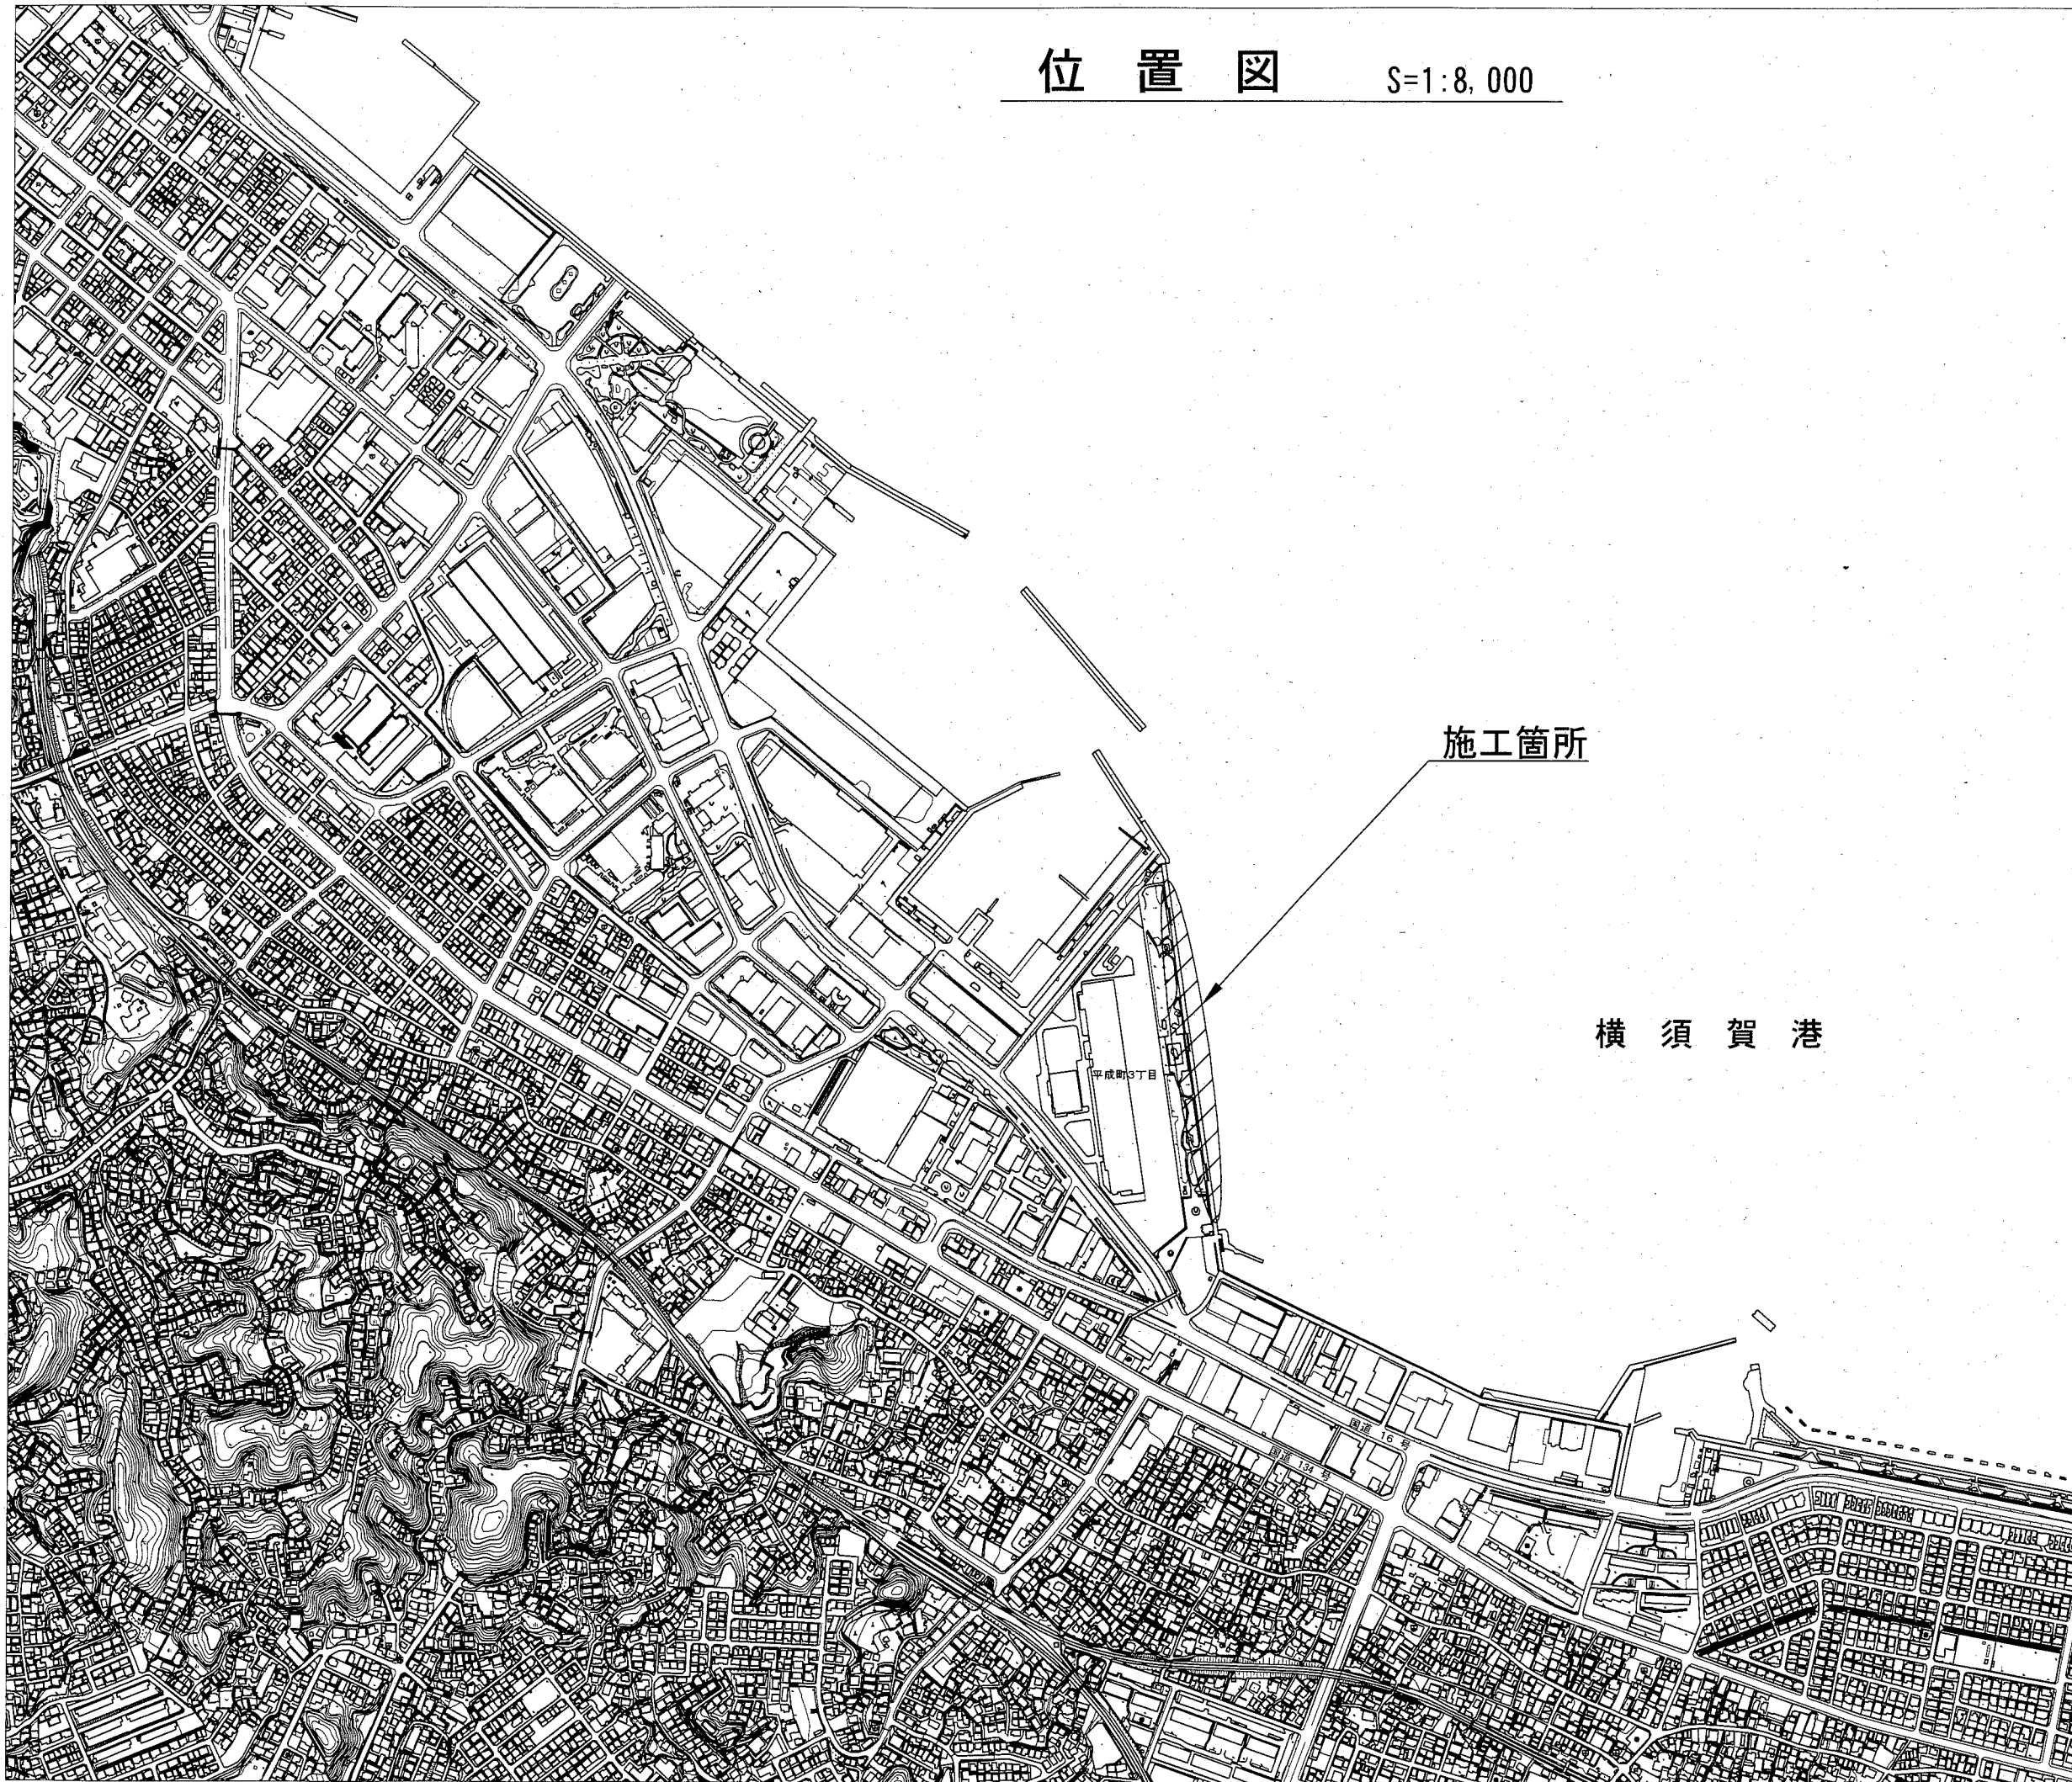 位置図 S=1:8,000
施工箇所
横須賀港
平成町3丁目
国道 16 号
国道 134 号